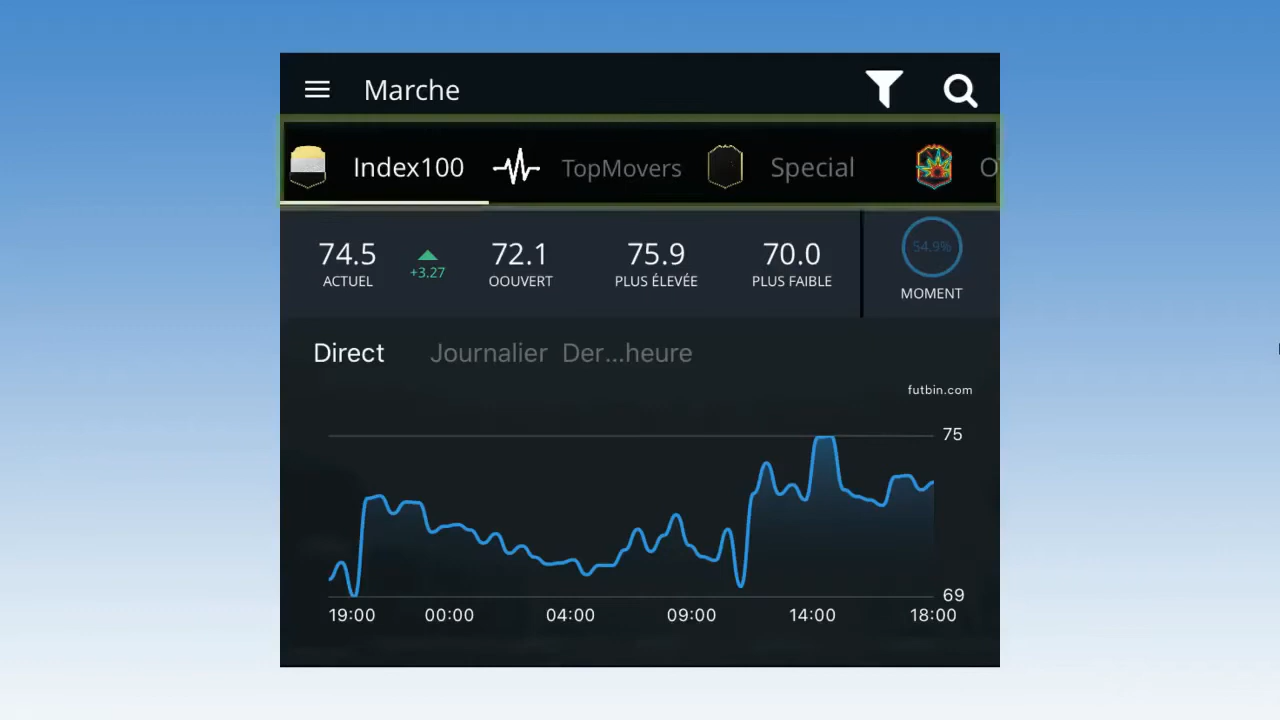 Marche
Index100 TopMovers Special O
74.5 +3.27 72.1 75.9 70.0 54.9%
ACTUEL OOUVERT PLUS ÉLEVÉE PLUS FAIBLE MOMENT
Direct Journalier Der...heure
futbin.com
75
69
19:00 00:00 04:00 09:00 14:00 18:00